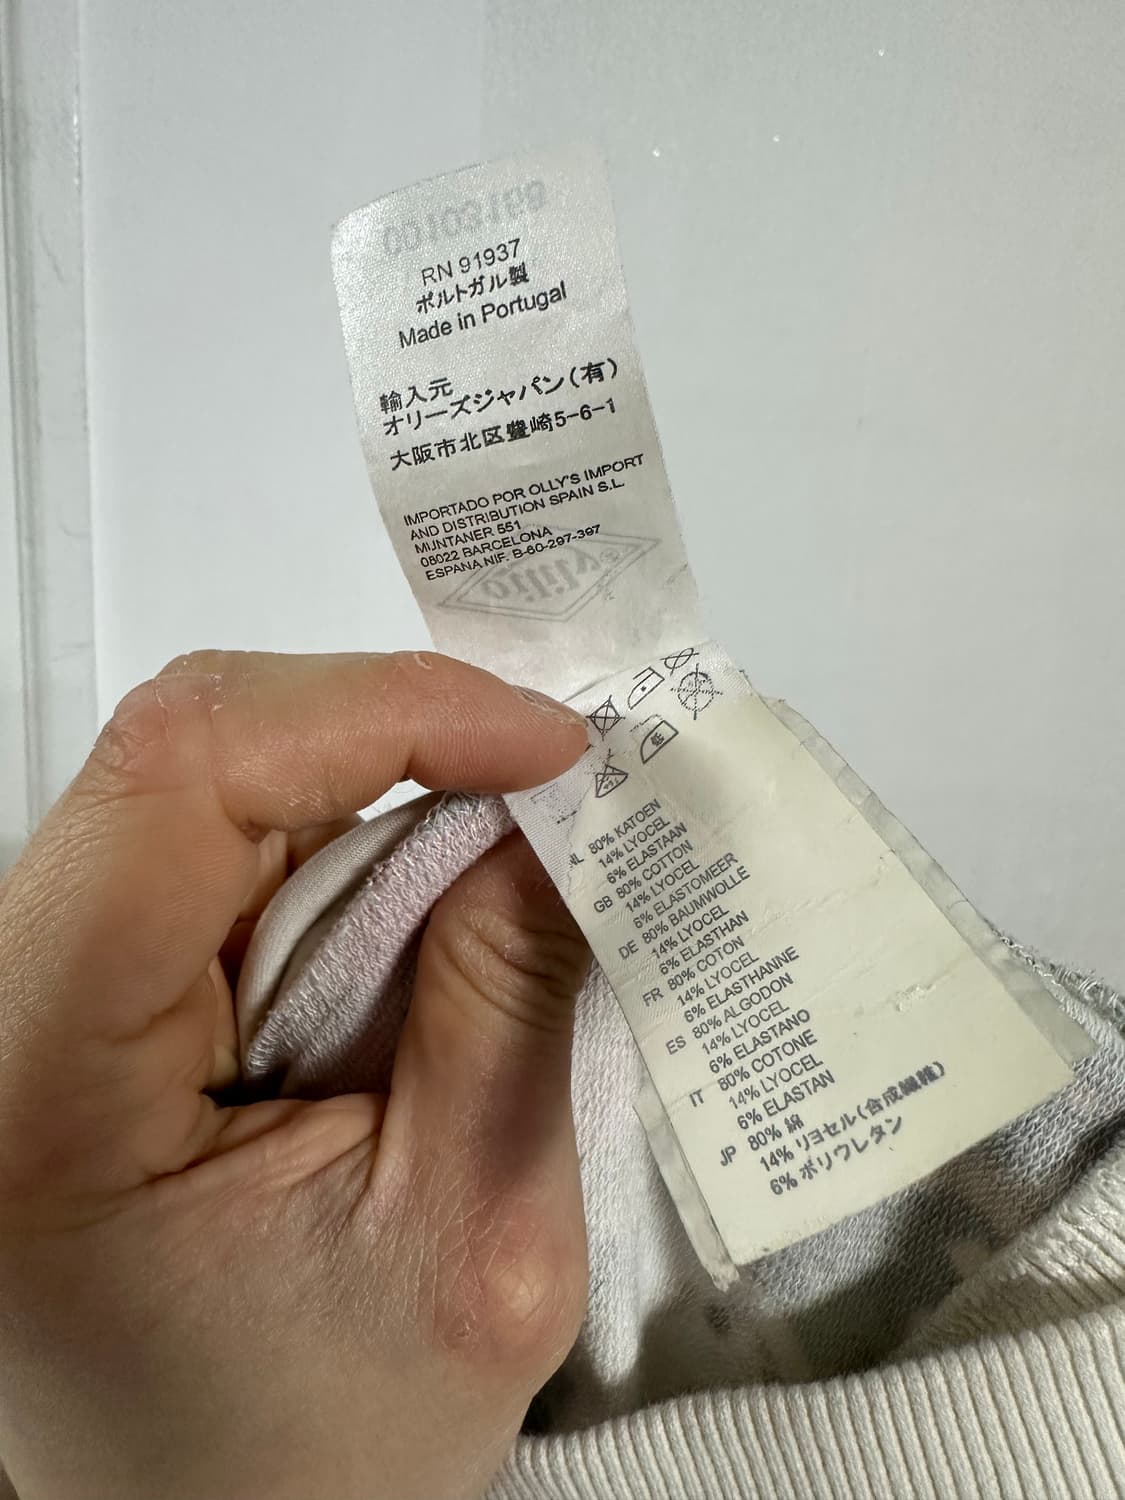 RN 91937
ポルトガル製
Made in Portugal
輸入元
オリーズジャパン(有)
大阪市北区豊崎5-6-1
IMPORTADO POR OLLY'S IMPORT
AND DISTRIBUTION SPAIN S.L.
MUNTANER 551
08022 BARCELONA
ESPANA NIF. B-60-297-397
oilily®
低
NL 80% KATOEN
14% LYOCEL
6% ELASTAAN
GB 80% COTTON
14% LYOCEL
6% ELASTOMEER
DE 80% BAUMWOLLE
14% LYOCEL
6% ELASTHAN
FR 80% COTON
14% LYOCEL
6% ELASTHANNE
ES 80% ALGODON
14% LYOCEL
6% ELASTANO
IT 80% COTONE
14% LYOCEL
6% ELASTAN
JP 80% 綿
14% リヨセル(合成繊維)
6% ポリウレタン